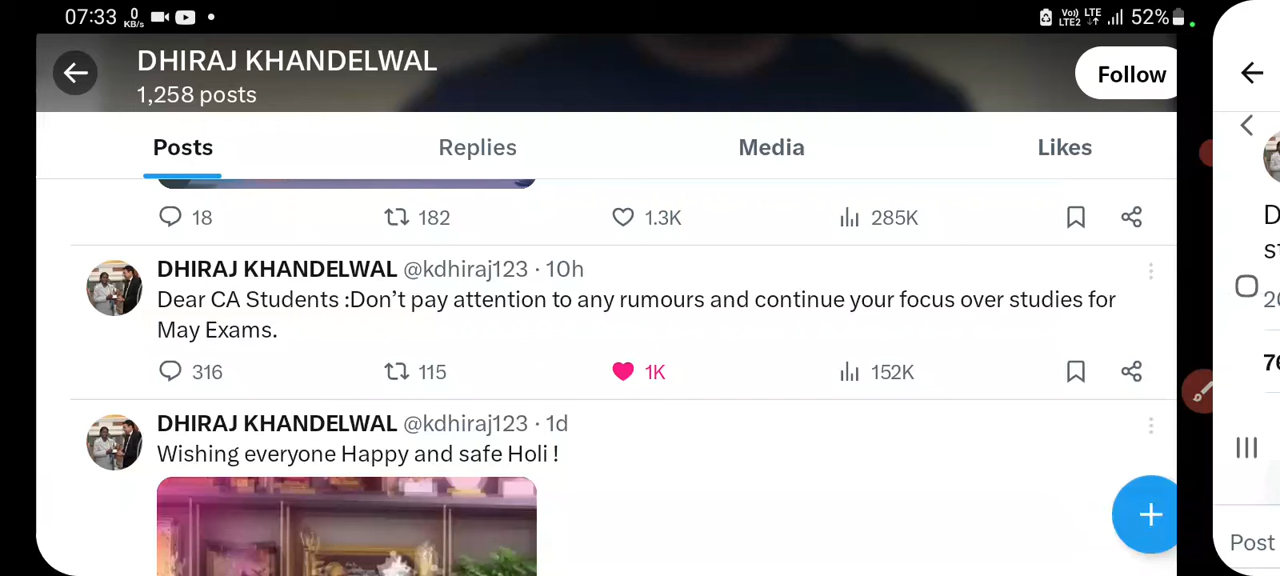 07:33 0 KB/s
Vo)) LTE2 LTE 52%
DHIRAJ KHANDELWAL
1,258 posts
Follow
Posts Replies Media Likes
18 182 1.3K 285K
DHIRAJ KHANDELWAL @kdhiraj123 · 10h
Dear CA Students :Don’t pay attention to any rumours and continue your focus over studies for
May Exams.
316 115 1K 152K
DHIRAJ KHANDELWAL @kdhiraj123 · 1d
Wishing everyone Happy and safe Holi !
Post